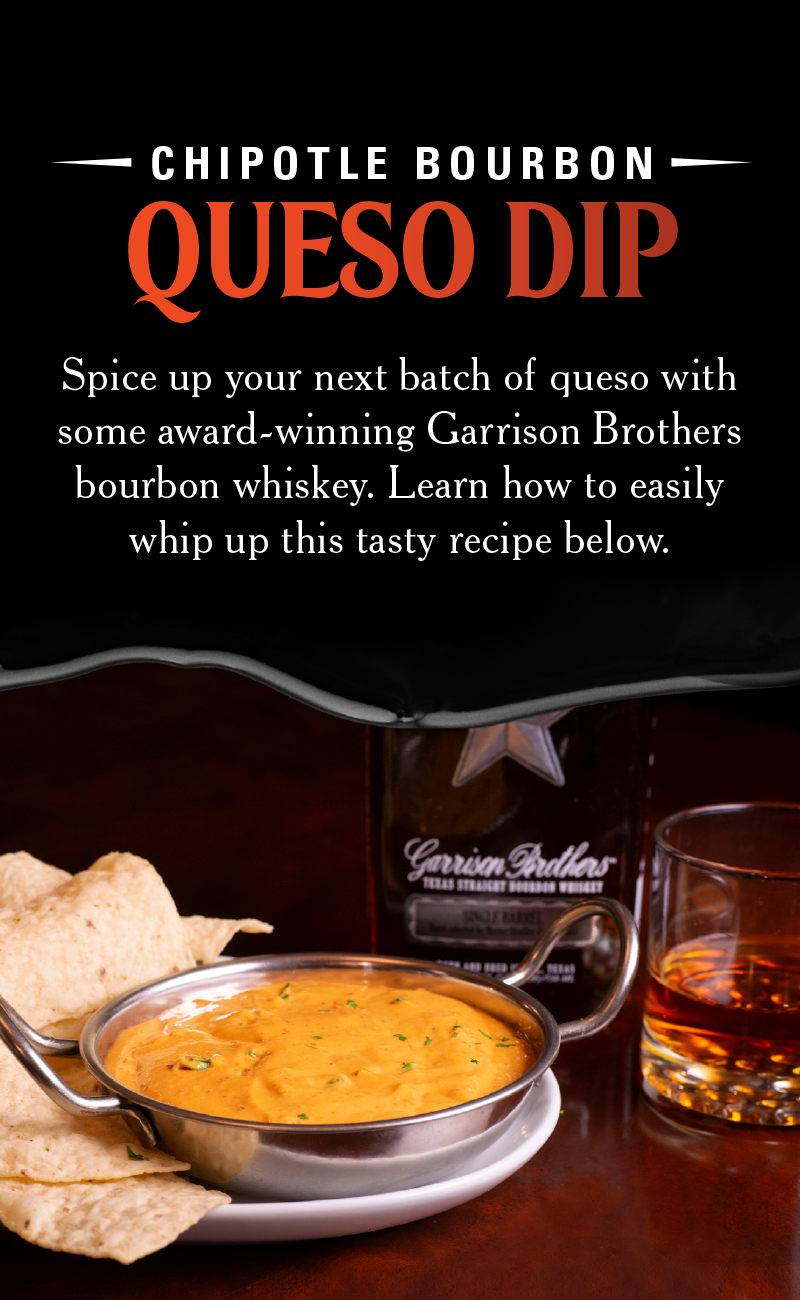 CHIPOTLE BOURBON
QUESO DIP
Spice up your next batch of queso with
some award-winning Garrison Brothers
bourbon whiskey. Learn how to easily
whip up this tasty recipe below.
Garrison Brothers™
TEXAS STRAIGHT BOURBON WHISKEY
SINGLE BARREL